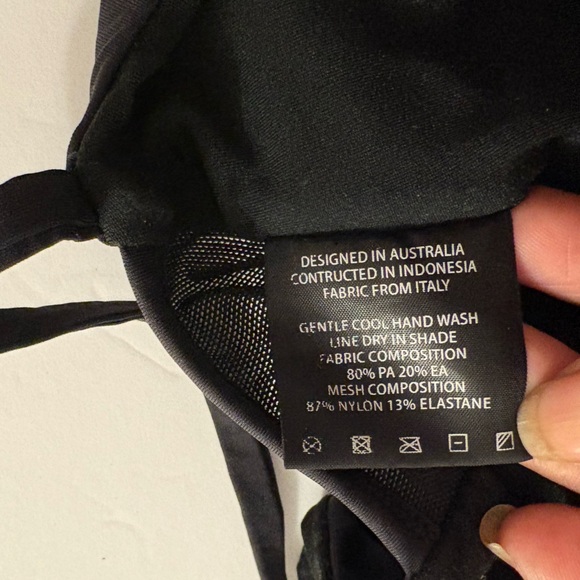 DESIGNED IN AUSTRALIA
CONTRUCTED IN INDONESIA
FABRIC FROM ITALY
GENTLE COOL HAND WASH
LINE DRY IN SHADE
FABRIC COMPOSITION
80% PA 20% EA
MESH COMPOSITION
87% NYLON 13% ELASTANE